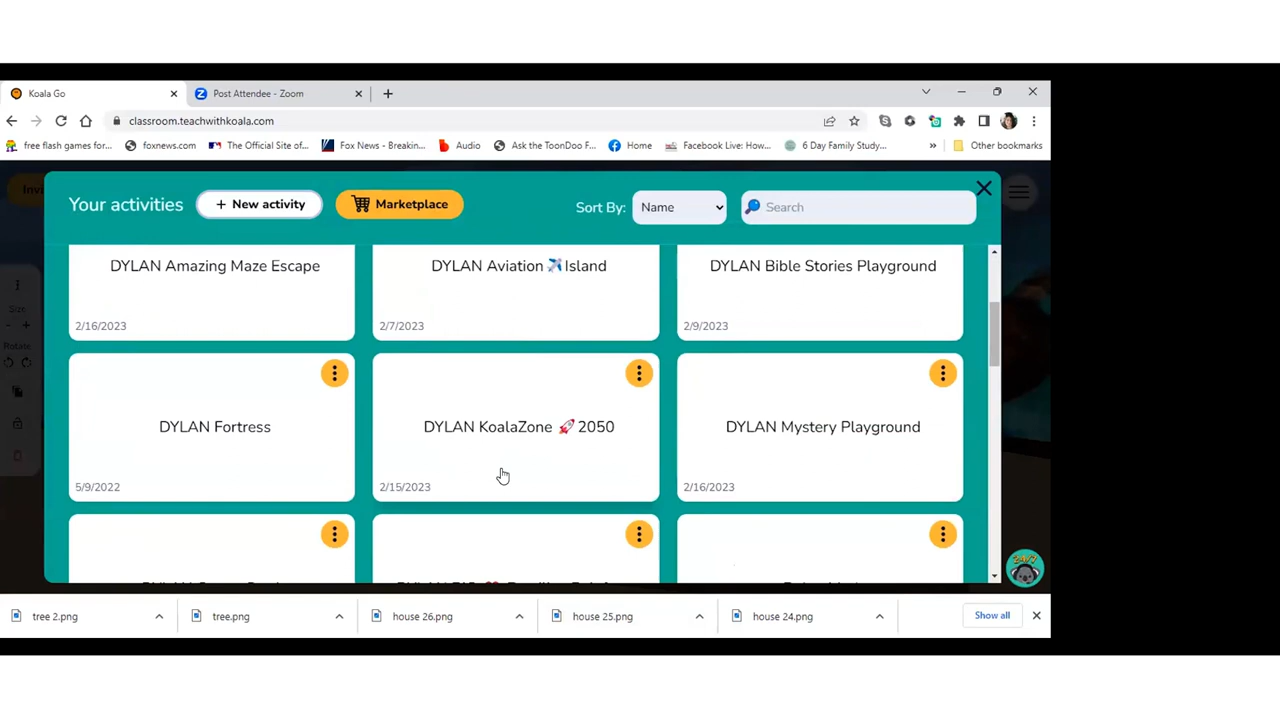 Koala Go
Post Attendee - Zoom
classroom.teachwithkoala.com
free flash games for...
foxnews.com
The Official Site of...
Fox News - Breakin...
Audio
Ask the ToonDoo F...
Home
Facebook Live: How...
6 Day Family Study...
»
Other bookmarks
Invi
Your activities
+ New activity
Marketplace
Sort By:
Name
Search
Size
Rotate
DYLAN Amazing Maze Escape
2/16/2023
DYLAN Aviation ✈️Island
2/7/2023
DYLAN Bible Stories Playground
2/9/2023
DYLAN Fortress
5/9/2022
DYLAN KoalaZone 🚀2050
2/15/2023
DYLAN Mystery Playground
2/16/2023
24/7
tree 2.png
tree.png
house 26.png
house 25.png
house 24.png
Show all